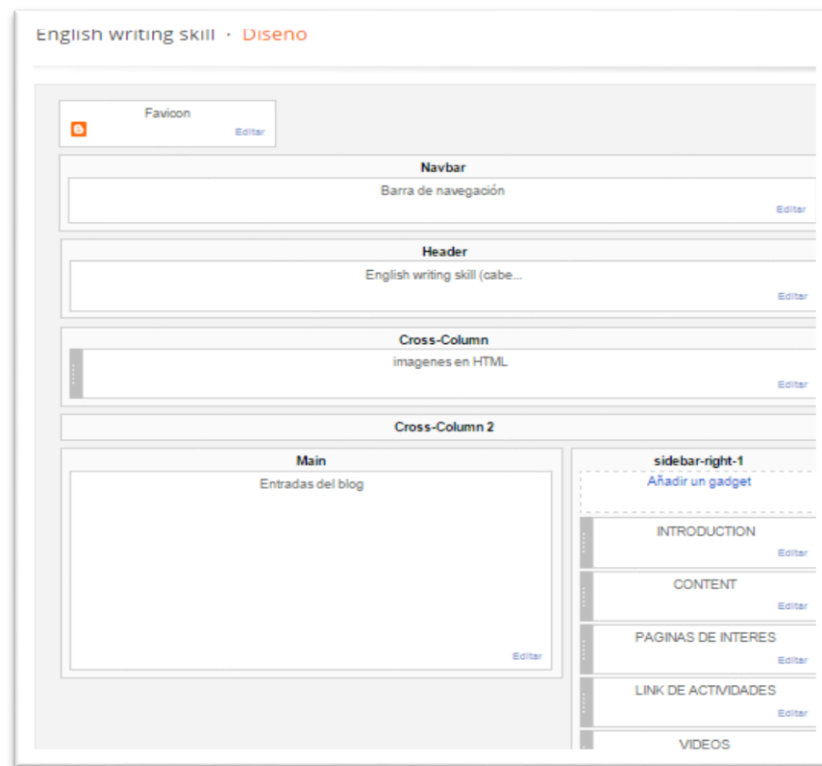 English writing skill · Diseno
Favicon
Editar
Navbar
Barra de navegación
Editar
Header
English writing skill (cabe...
Editar
Cross-Column
imagenes en HTML
Editar
Cross-Column 2
Main
Entradas del blog
Editar
sidebar-right-1
Añadir un gadget
INTRODUCTION
Editar
CONTENT
Editar
PAGINAS DE INTERES
Editar
LINK DE ACTIVIDADES
Editar
VIDEOS